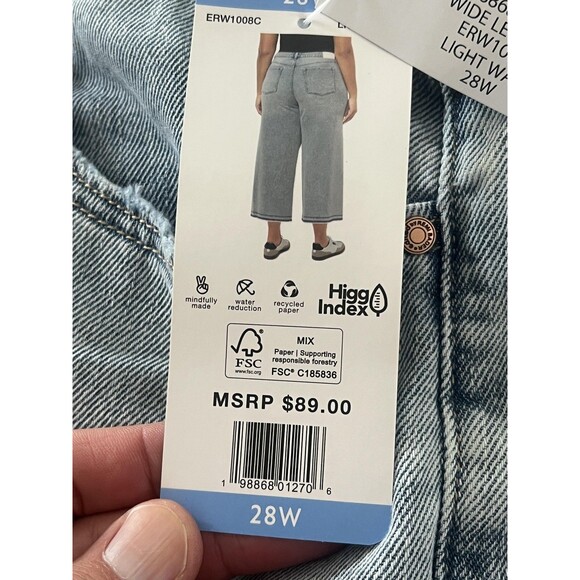 28W
ERW1008C
WIDE LE
ERW10
LIGHT WA
28W
mindfully
made
water
reduction
recycled
paper
Higg
Index
FSC
www.fsc.org
MIX
Paper | Supporting
responsible forestry
FSC® C185836
MSRP $89.00
1 98868 01270 6
28W